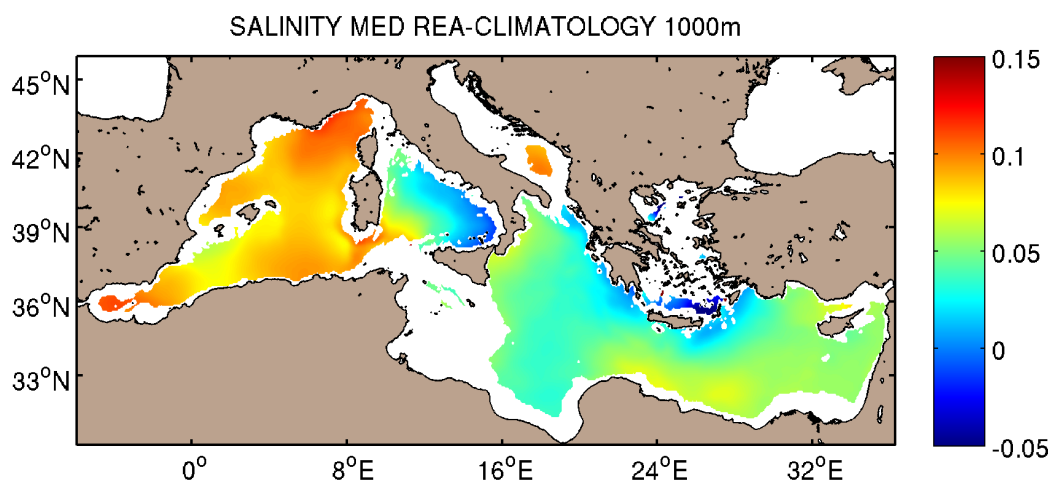 SALINITY MED REA-CLIMATOLOGY 1000m
45°N
42°N
39°N
36°N
33°N
0°
8°E
16°E
24°E
32°E
0.15
0.1
0.05
0
-0.05